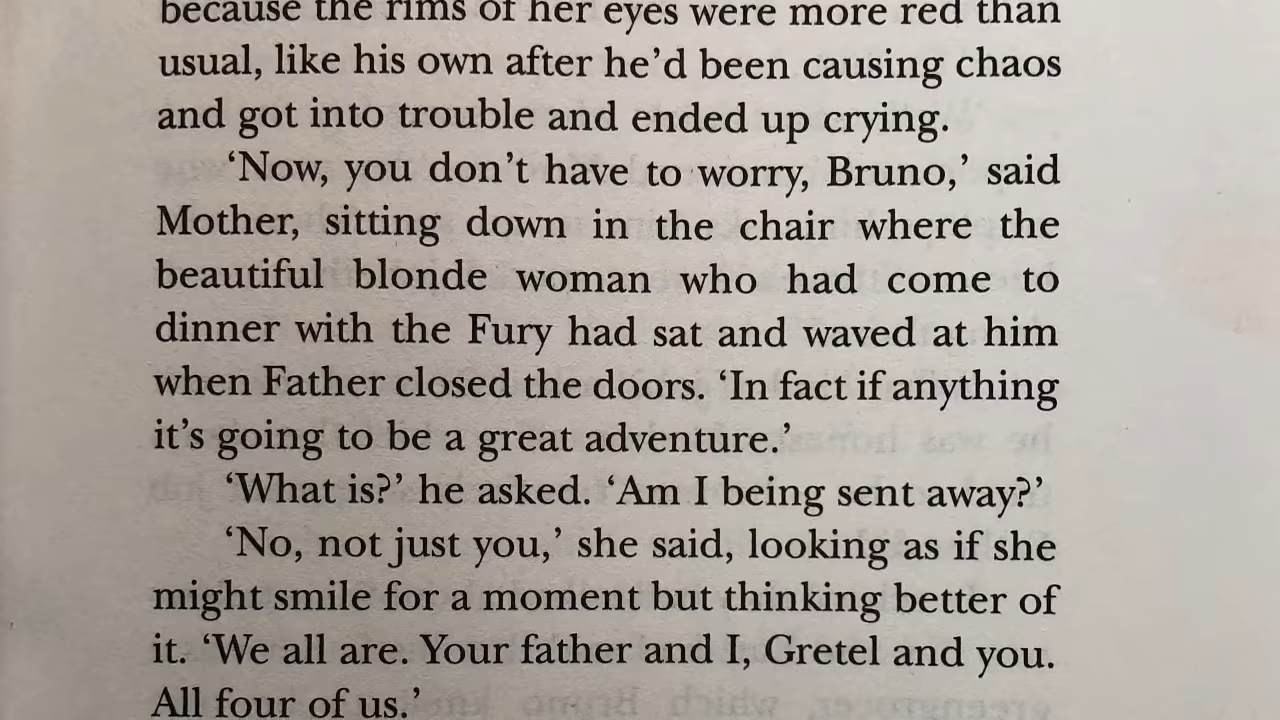 because the rims of her eyes were more red than
usual, like his own after he’d been causing chaos
and got into trouble and ended up crying.
‘Now, you don’t have to worry, Bruno,’ said
Mother, sitting down in the chair where the
beautiful blonde woman who had come to
dinner with the Fury had sat and waved at him
when Father closed the doors. ‘In fact if anything
it’s going to be a great adventure.’
‘What is?’ he asked. ‘Am I being sent away?’
‘No, not just you,’ she said, looking as if she
might smile for a moment but thinking better of
it. ‘We all are. Your father and I, Gretel and you.
All four of us.’